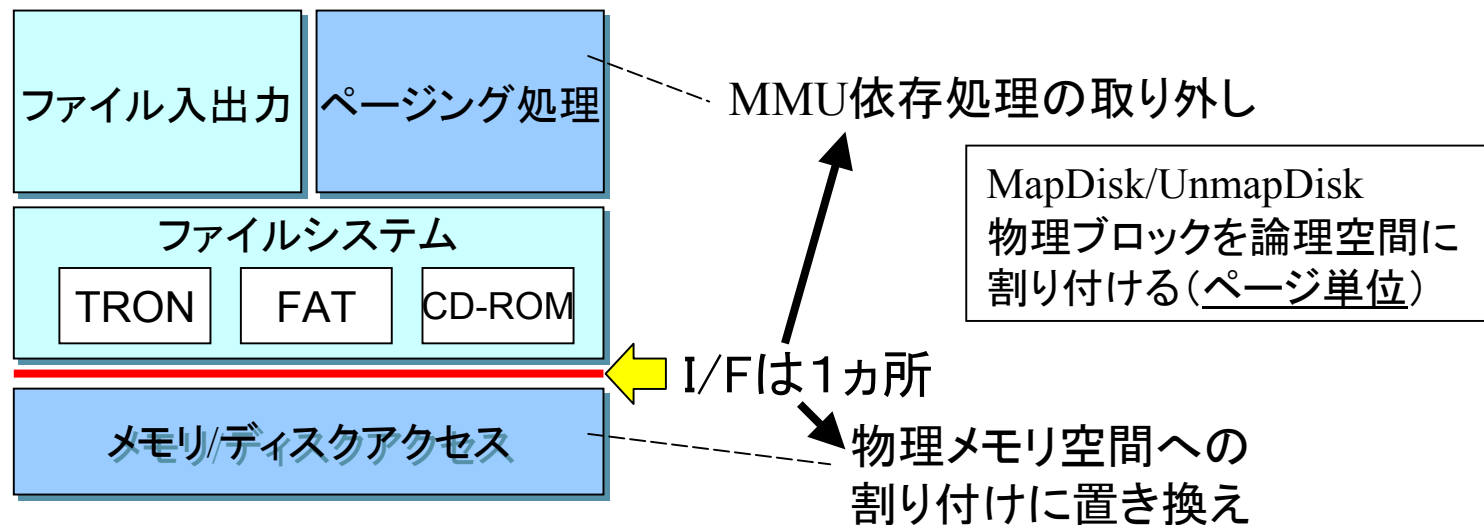 ファイル入出力
ページング処理
MMU依存処理の取り外し
MapDisk/UnmapDisk
物理ブロックを論理空間に
割り付ける(ページ単位)
ファイルシステム
TRON
FAT
CD-ROM
I/Fは1ヵ所
メモリ/ディスクアクセス
物理メモリ空間への
割り付けに置き換え